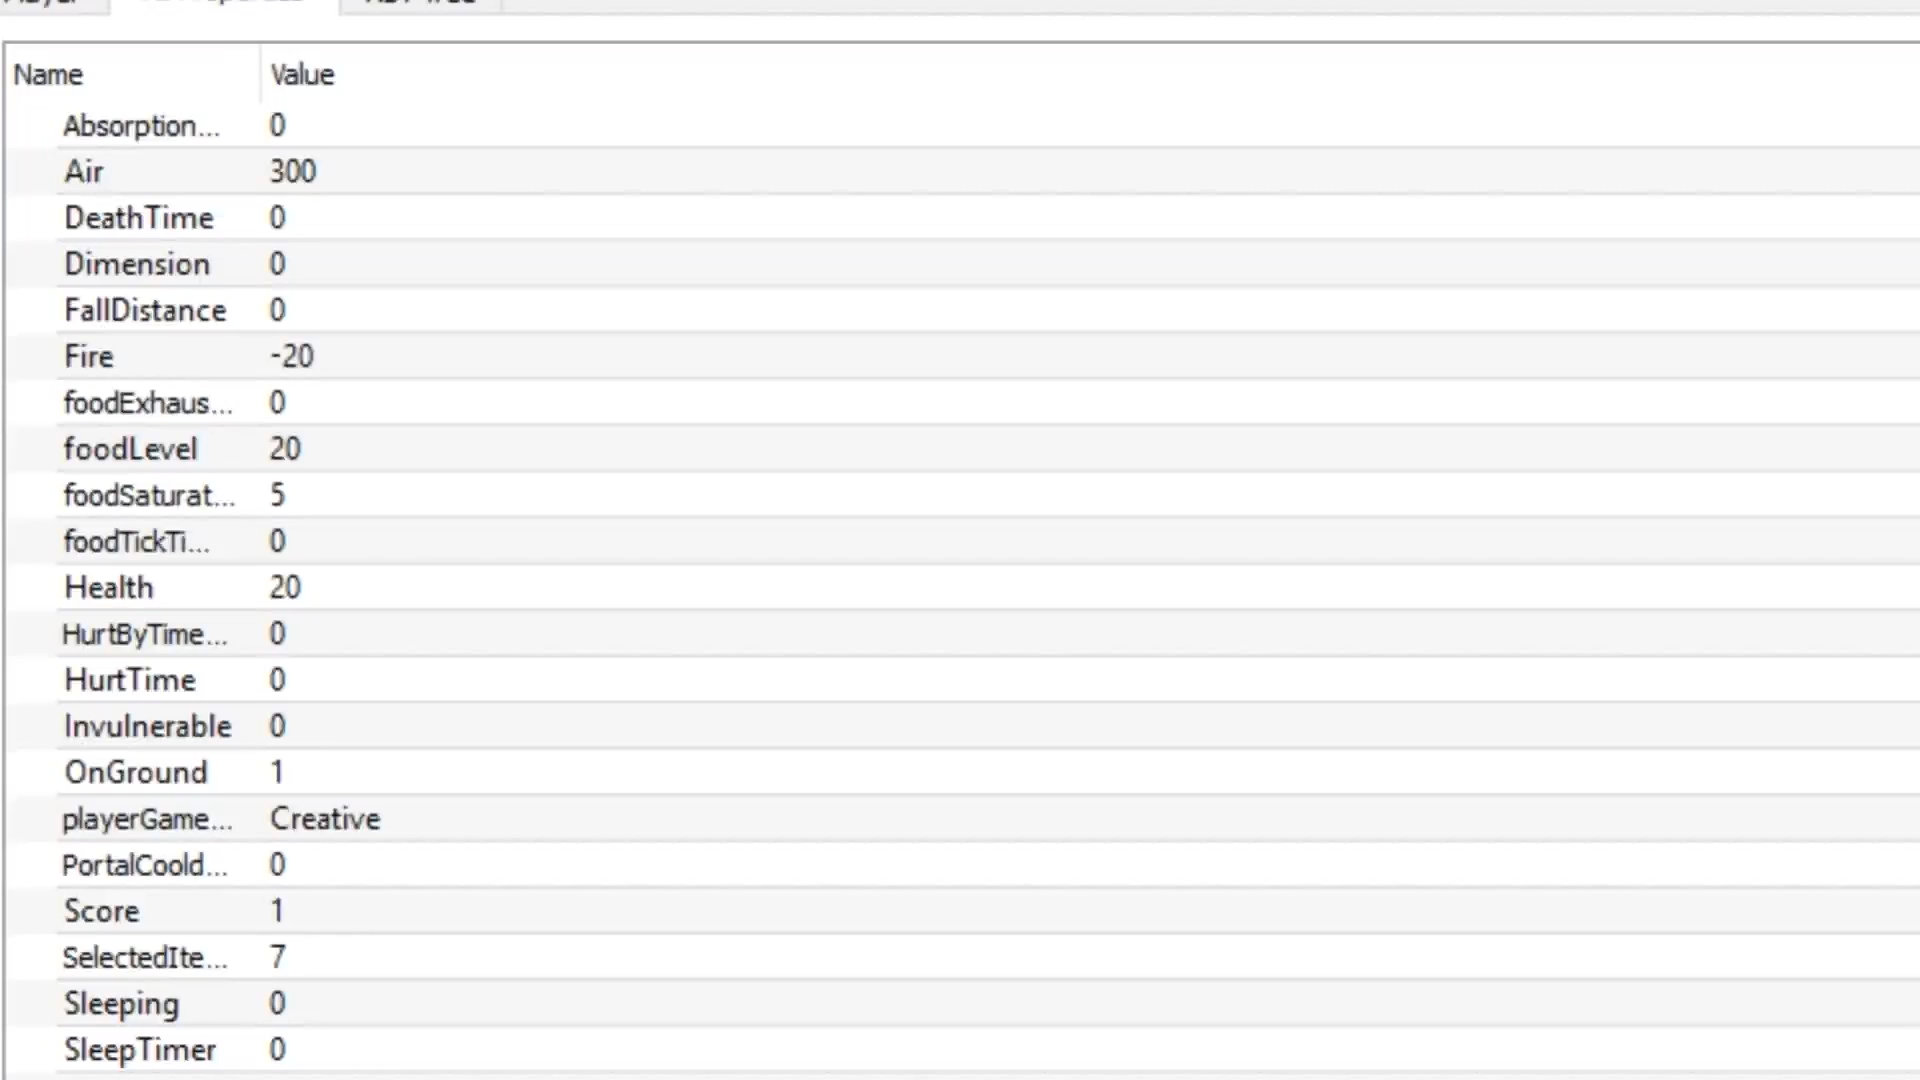 Name Value
Absorption... 0
Air 300
DeathTime 0
Dimension 0
FallDistance 0
Fire -20
foodExhaus... 0
foodLevel 20
foodSaturat... 5
foodTickTi... 0
Health 20
HurtByTime... 0
HurtTime 0
Invulnerable 0
OnGround 1
playerGame... Creative
PortalCoold... 0
Score 1
SelectedIte... 7
Sleeping 0
SleepTimer 0